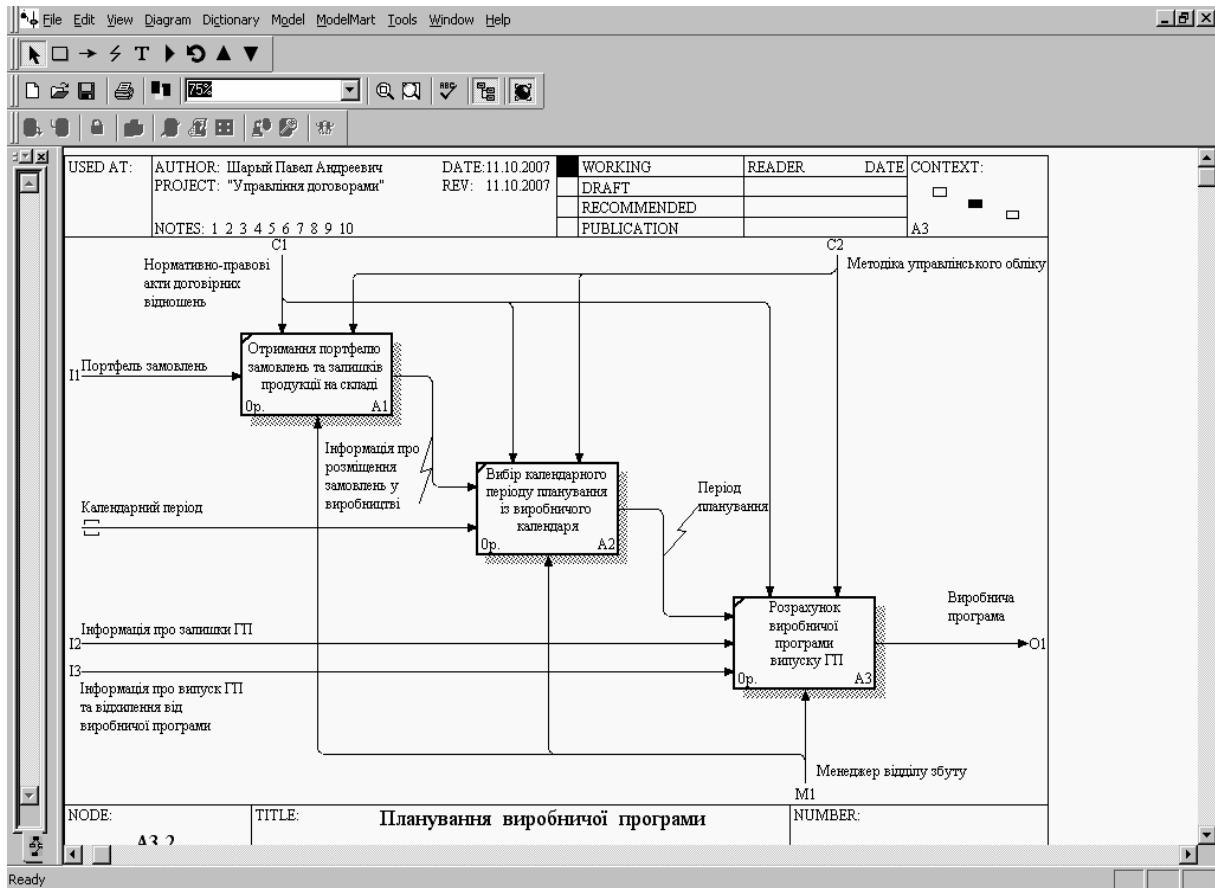 File Edit View Diagram Dictionary Model ModelMart Tools Window Help
75%
USED AT:
AUTHOR: Шарый Павел Андреевич
DATE:11.10.2007
PROJECT: "Управління договорами"
REV: 11.10.2007
NOTES: 1 2 3 4 5 6 7 8 9 10
WORKING
DRAFT
RECOMMENDED
PUBLICATION
READER DATE
CONTEXT:
A3
C1
C2
Нормативно-правові
акти договірних
відношень
Методіка управлінського обліку
I1
Портфель замовлень
Отримання портфелю
замовлень та залишків
продукції на складі
0р. A1
Інформація про
розміщення
замовлень у
виробництві
Вибір календарного
періоду планування
із виробничого
календаря
0р. A2
Календарний період
Період
планування
Розрахунок
виробничої
програми
випуску ГП
0р. A3
Виробнича
програма
O1
Інформація про залишки ГП
I2
I3
Інформація про випуск ГП
та відхилення від
виробничої програми
Менеджер відділу збуту
M1
NODE:
A3.2
TITLE:
Планування виробничої програми
NUMBER:
Ready